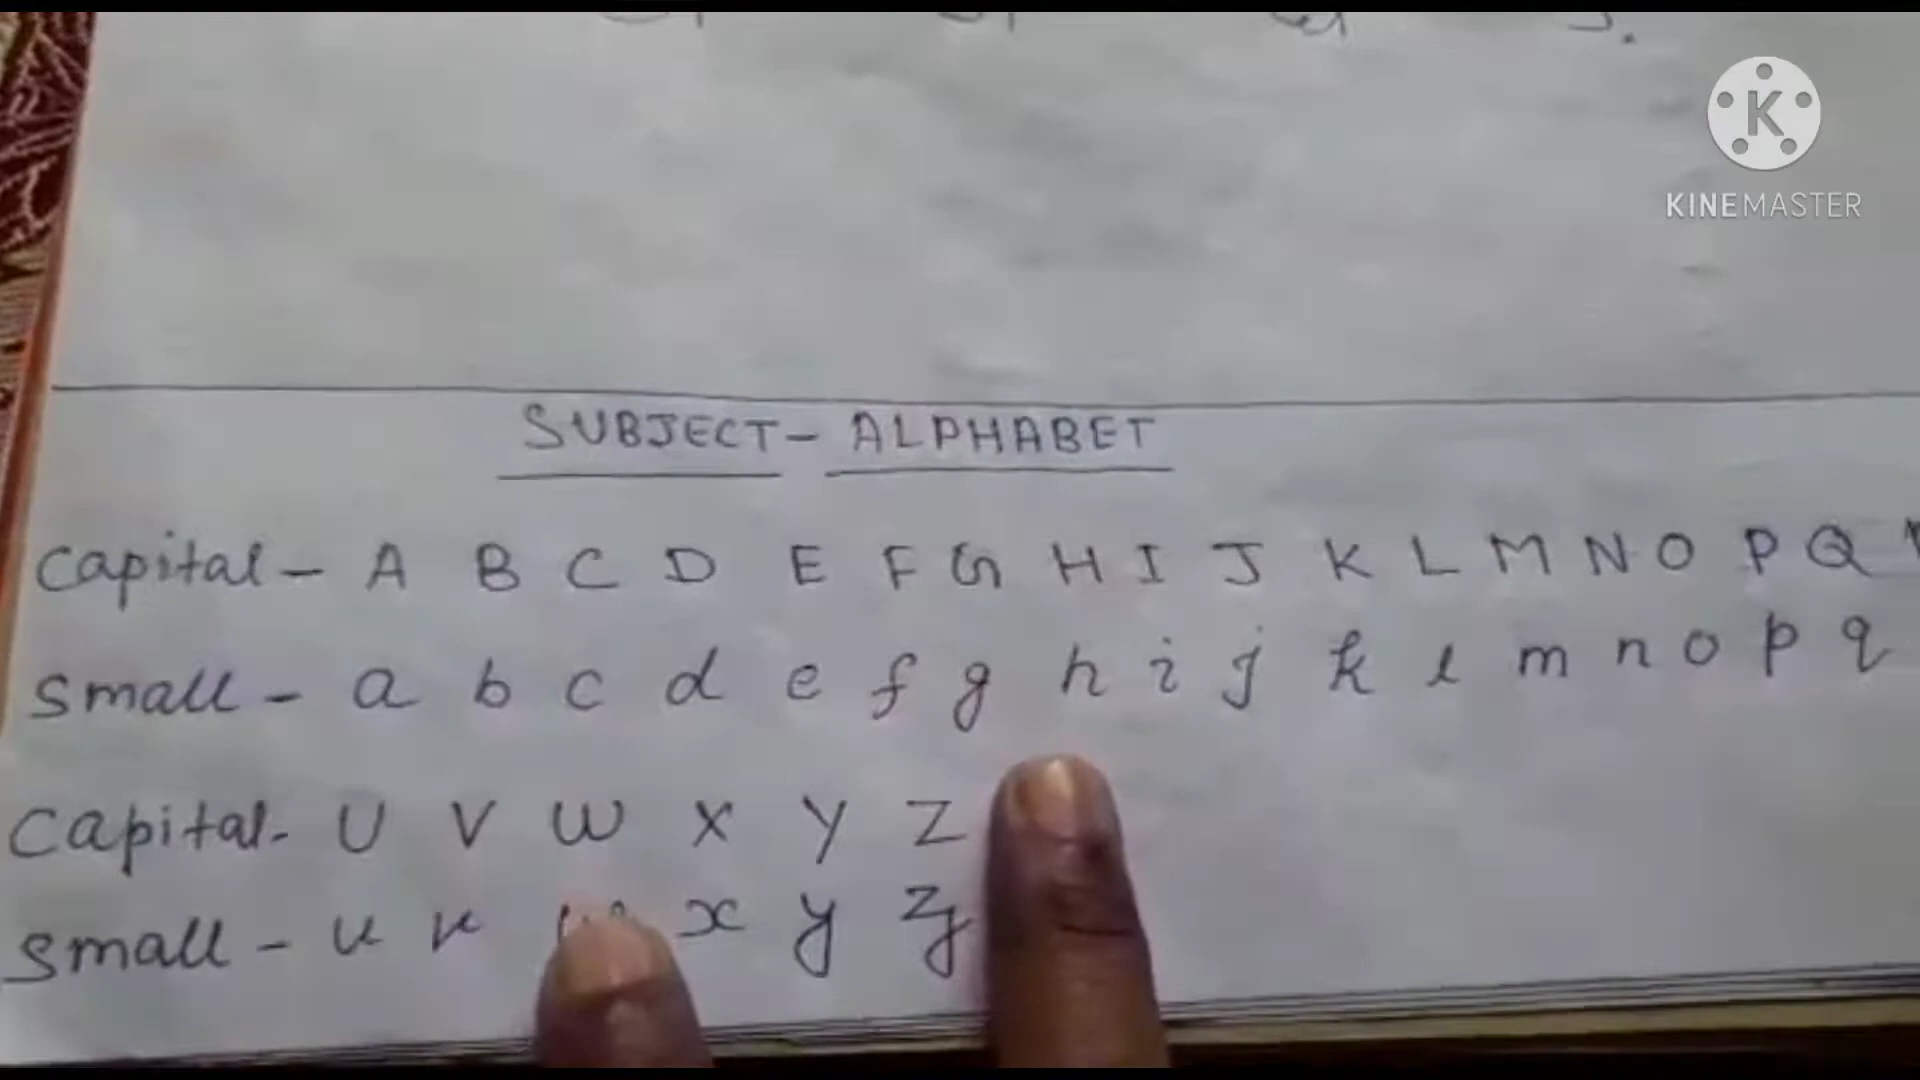 K
KINEMASTER
SUBJECT- ALPHABET
Capital - A B C D E F G H I J K L M N O P Q
Small - a b c d e f g h i j k l m n o p q
Capital- U V W X Y Z
Small - u v w x y z